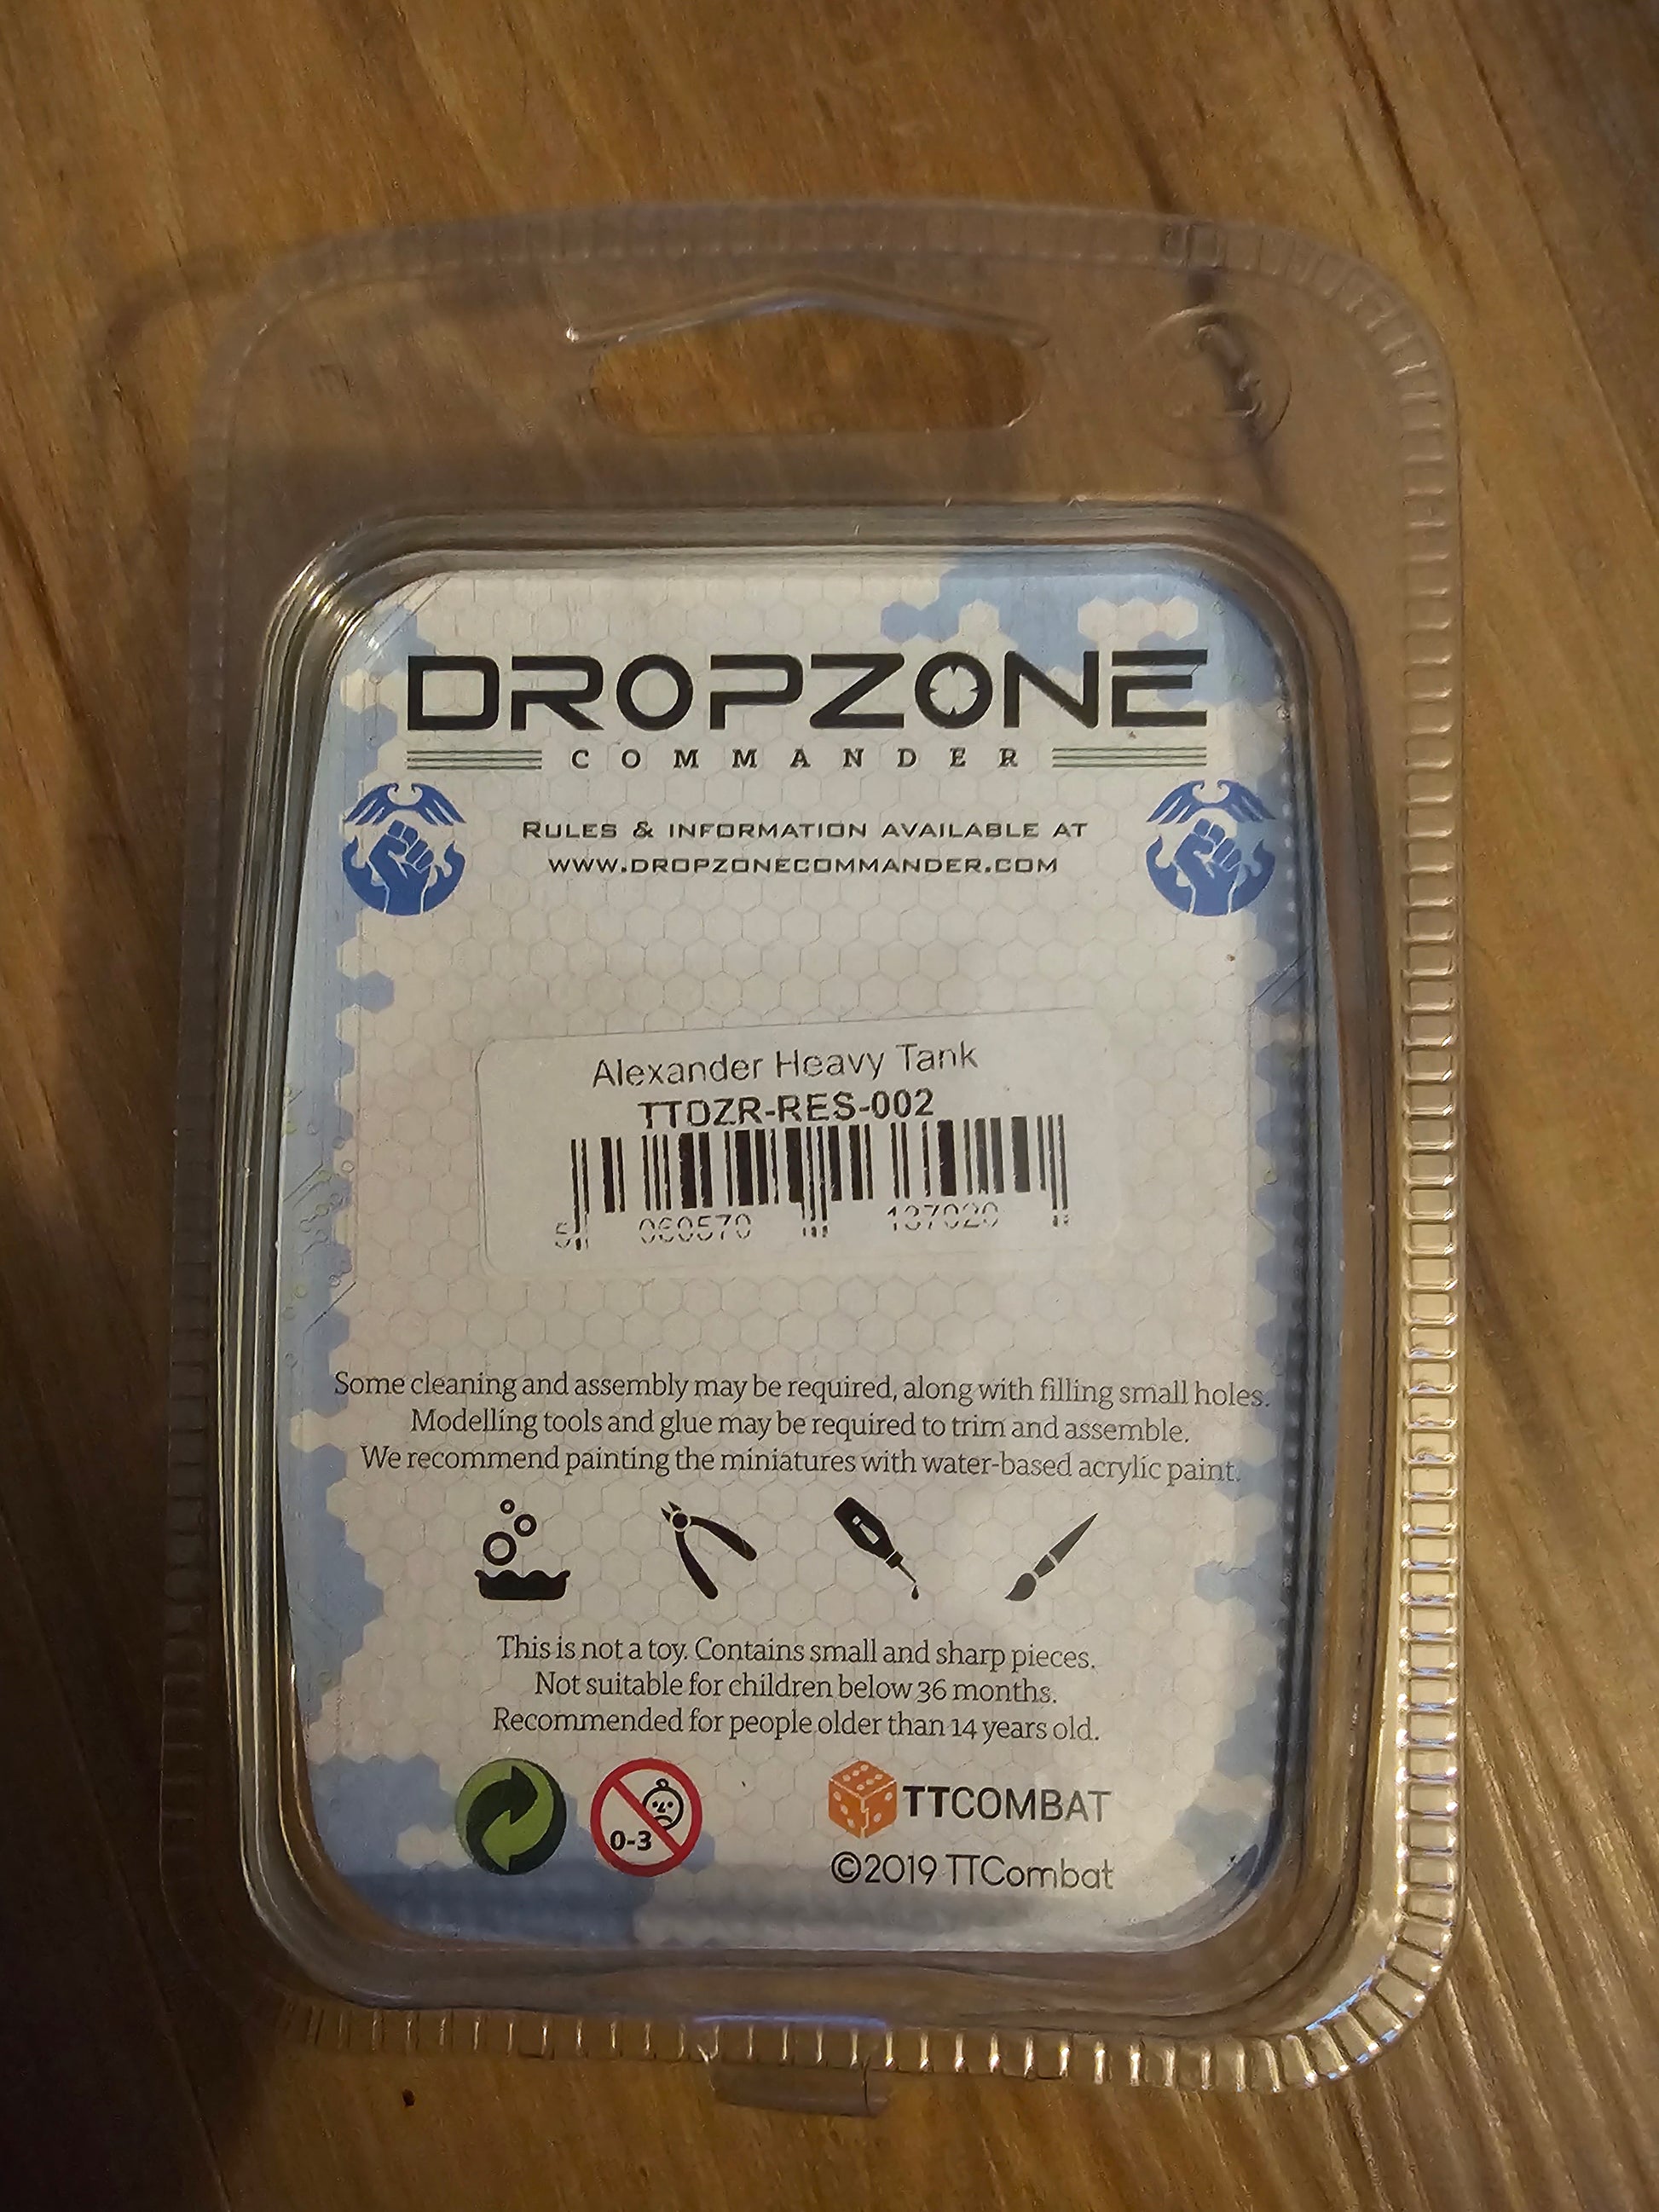 DROPZONE
COMMANDER
RULES & INFORMATION AVAILABLE AT
WWW.DROPZONECOMMANDER.COM
Alexander Heavy Tank
TTDZR-RES-002
5 060570 137020
Some cleaning and assembly may be required, along with filling small holes.
Modelling tools and glue may be required to trim and assemble.
We recommend painting the miniatures with water-based acrylic paint.
This is not a toy. Contains small and sharp pieces.
Not suitable for children below 36 months.
Recommended for people older than 14 years old.
0-3
TTCOMBAT
©2019 TTCombat